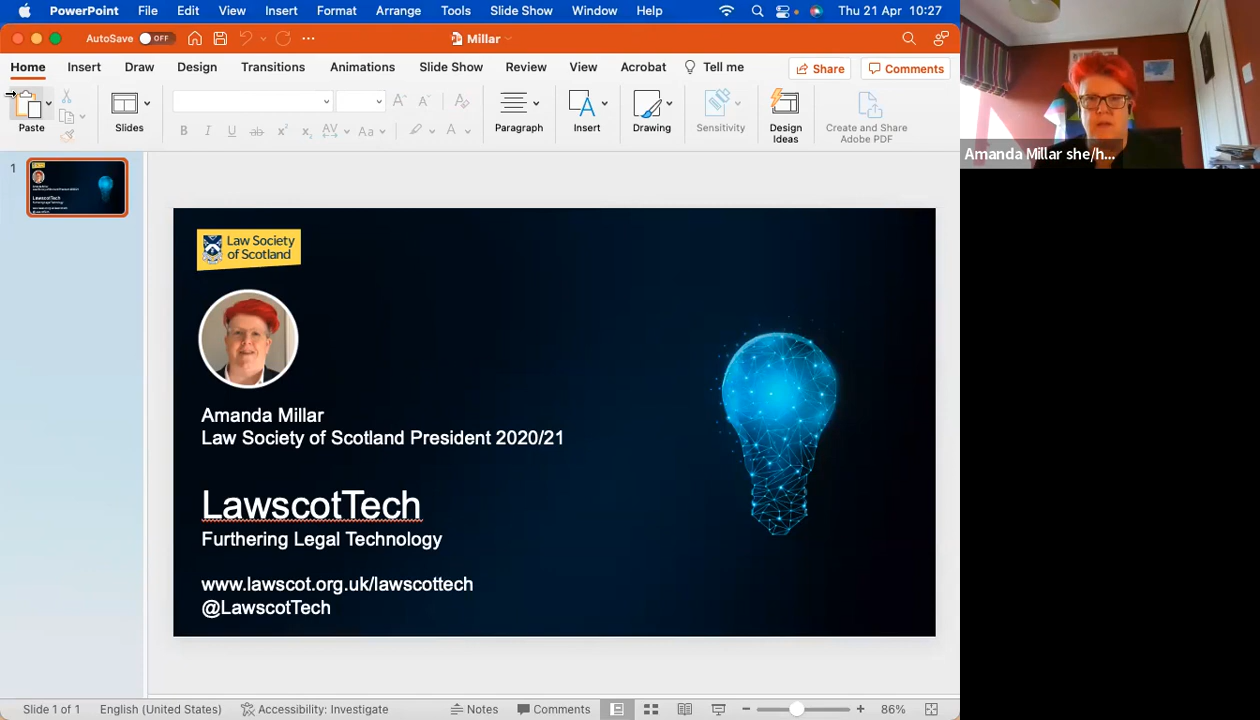 PowerPoint File Edit View Insert Format Arrange Tools Slide Show Window Help Thu 21 Apr 10:27
AutoSave OFF Millar
Home Insert Draw Design Transitions Animations Slide Show Review View Acrobat Tell me Share Comments
Paste Slides Paragraph Insert Drawing Sensitivity Design Ideas Create and Share Adobe PDF
1
Law Society
of Scotland
Amanda Millar
Law Society of Scotland President 2020/21
LawscotTech
Furthering Legal Technology
www.lawscot.org.uk/lawscottech
@LawscotTech
Amanda Millar she/h...
Slide 1 of 1 English (United States) Accessibility: Investigate Notes Comments 86%